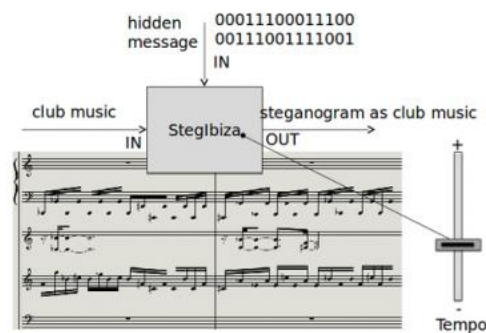 hidden
message
00011100011100
00111001111001
IN
club music
IN
StegIbiza
steganogram as club music
OUT
+
-
Tempo